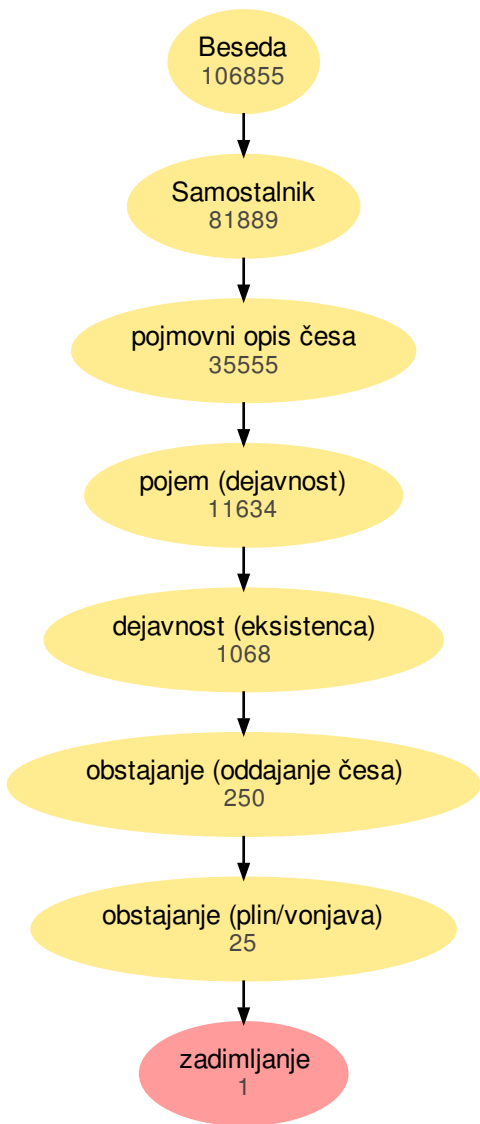 Beseda
106855
Samostalnik
81889
pojmovni opis česa
35555
pojem (dejavnost)
11634
dejavnost (eksistenca)
1068
obstajanje (oddajanje česa)
250
obstajanje (plin/vonjava)
25
zadimljanje
1